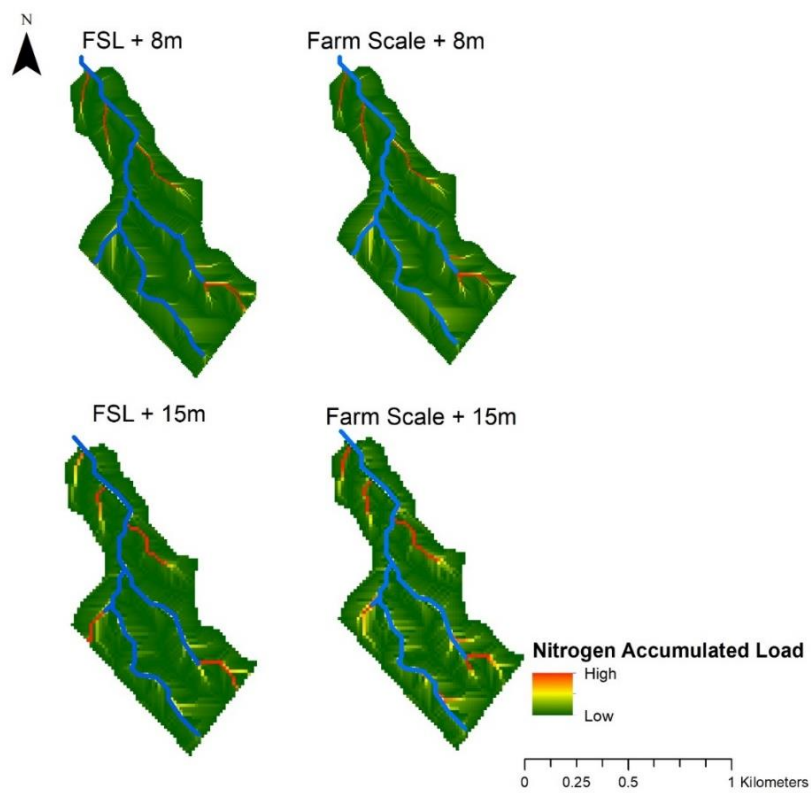 N
FSL + 8m
Farm Scale + 8m
FSL + 15m
Farm Scale + 15m
Nitrogen Accumulated Load
High
Low
0 0.25 0.5 1 Kilometers